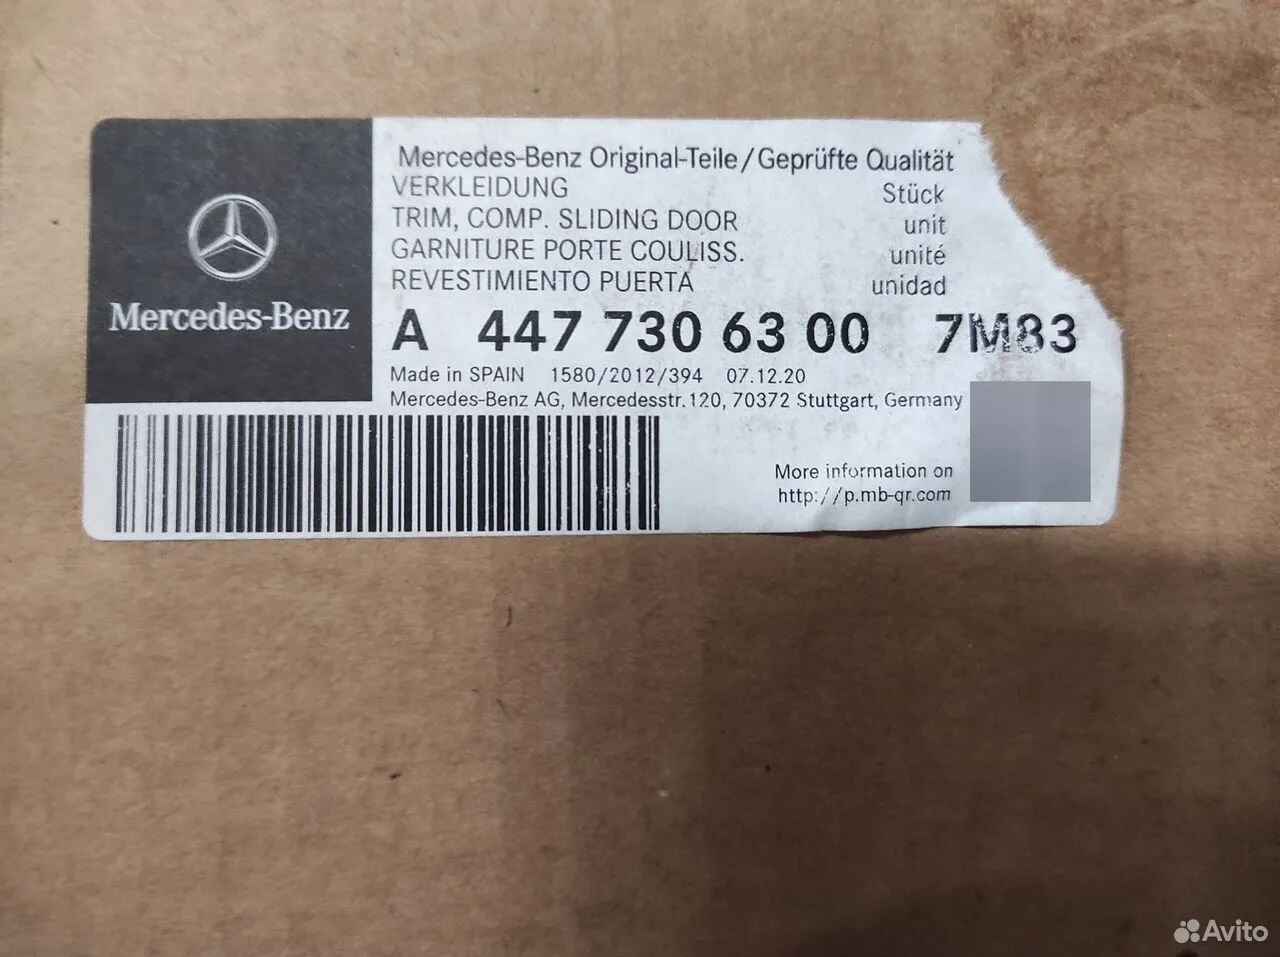 Mercedes-Benz
Mercedes-Benz Original-Teile/Geprüfte Qualität
VERKLEIDUNG Stück
TRIM, COMP. SLIDING DOOR unit
GARNITURE PORTE COULISS. unité
REVESTIMIENTO PUERTA unidad
A 447 730 63 00 7M83
Made in SPAIN 1580/2012/394 07.12.20
Mercedes-Benz AG, Mercedesstr.120, 70372 Stuttgart, Germany
More information on
http://p.mb-qr.com
Avito